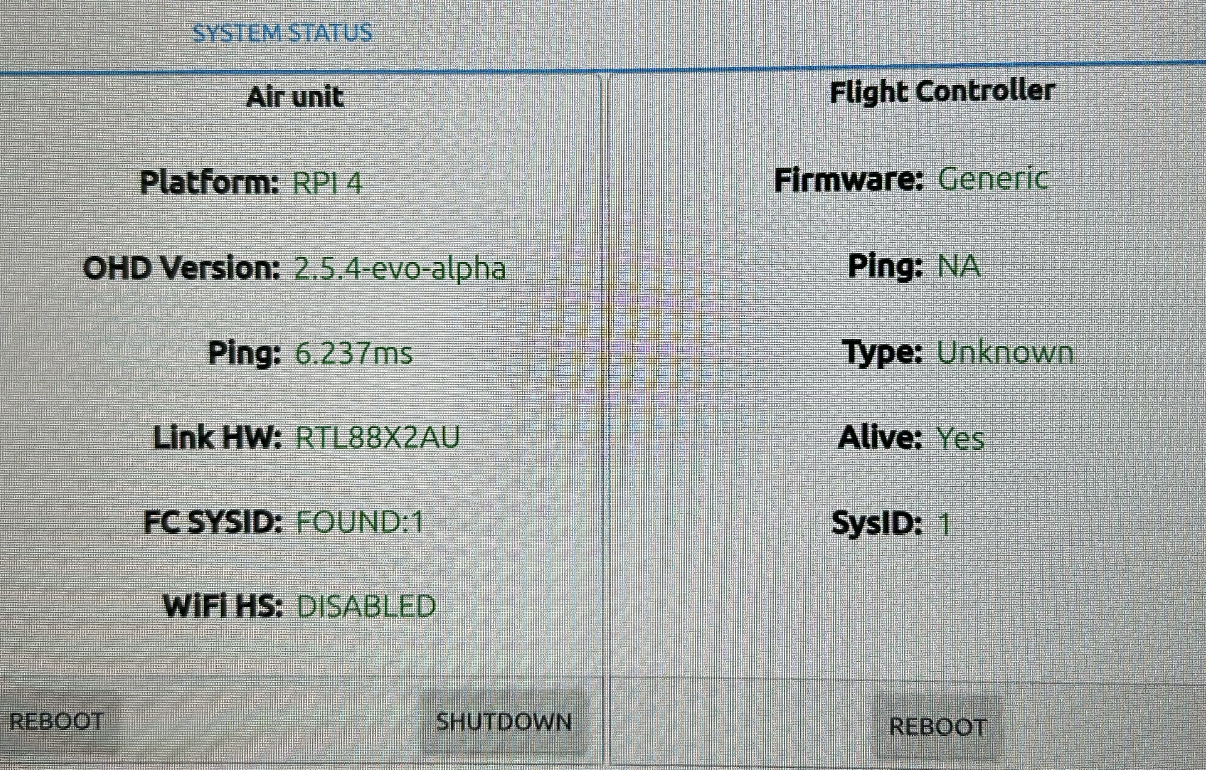 SYSTEM STATUS
Air unit
Platform: RPI 4
OHD Version: 2.5.4-evo-alpha
Ping: 6.237ms
Link HW: RTL88X2AU
FC SYSID: FOUND:1
WiFi HS: DISABLED
REBOOT SHUTDOWN
Flight Controller
Firmware: Generic
Ping: NA
Type: Unknown
Alive: Yes
SysID: 1
REBOOT